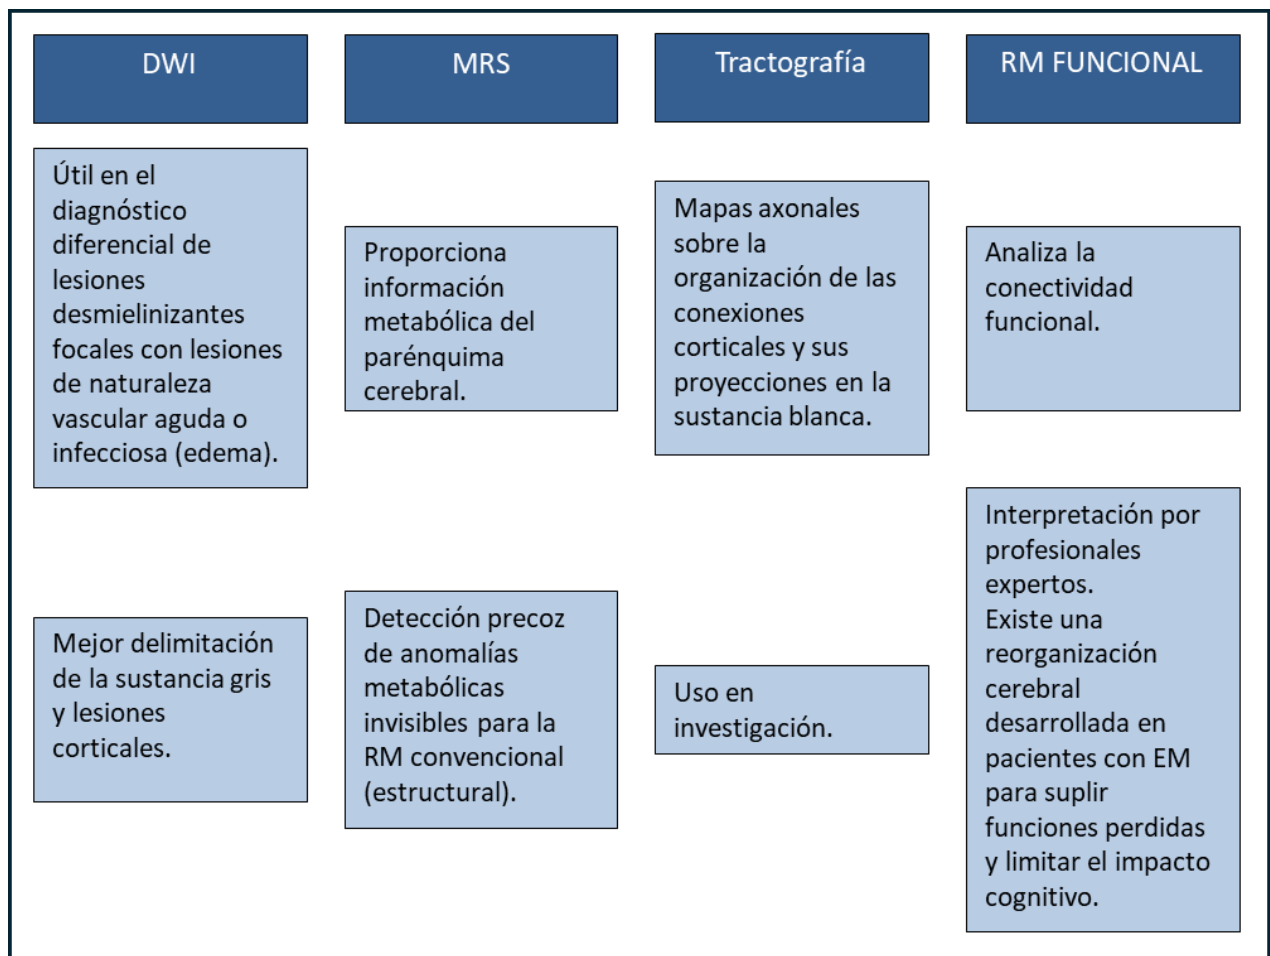 DWI
Útil en el
diagnóstico
diferencial de
lesiones
desmielinizantes
focales con lesiones
de naturaleza
vascular aguda o
infecciosa (edema).
Mejor delimitación
de la sustancia gris
y lesiones
corticales.
MRS
Proporciona
información
metabólica del
parénquima
cerebral.
Detección precoz
de anomalías
metabólicas
invisibles para la
RM convencional
(estructural).
Tractografía
Mapas axonales
sobre la
organización de las
conexiones
corticales y sus
proyecciones en la
sustancia blanca.
Uso en
investigación.
RM FUNCIONAL
Analiza la
conectividad
funcional.
Interpretación por
profesionales
expertos.
Existe una
reorganización
cerebral
desarrollada en
pacientes con EM
para suplir
funciones perdidas
y limitar el impacto
cognitivo.